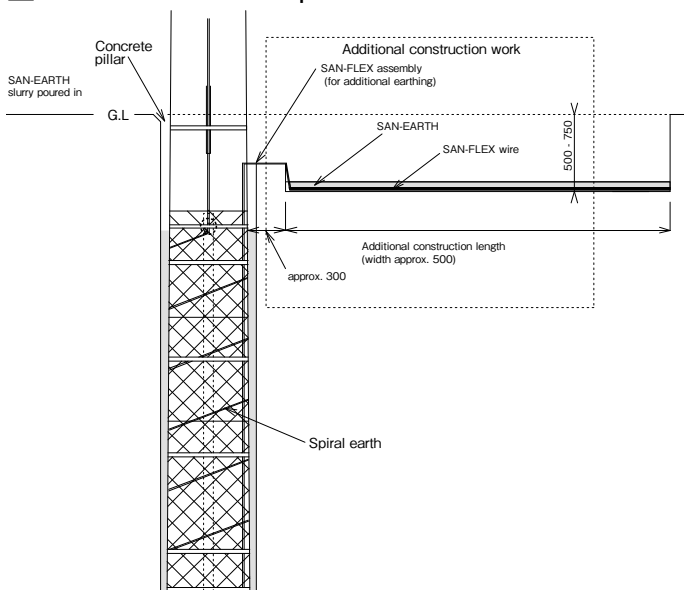 Concrete
pillar
SAN-EARTH
slurry poured in
G.L
Additional construction work
SAN-FLEX assembly
(for additional earthing)
SAN-EARTH
SAN-FLEX wire
500 - 750
Additional construction length
(width approx. 500)
approx. 300
Spiral earth